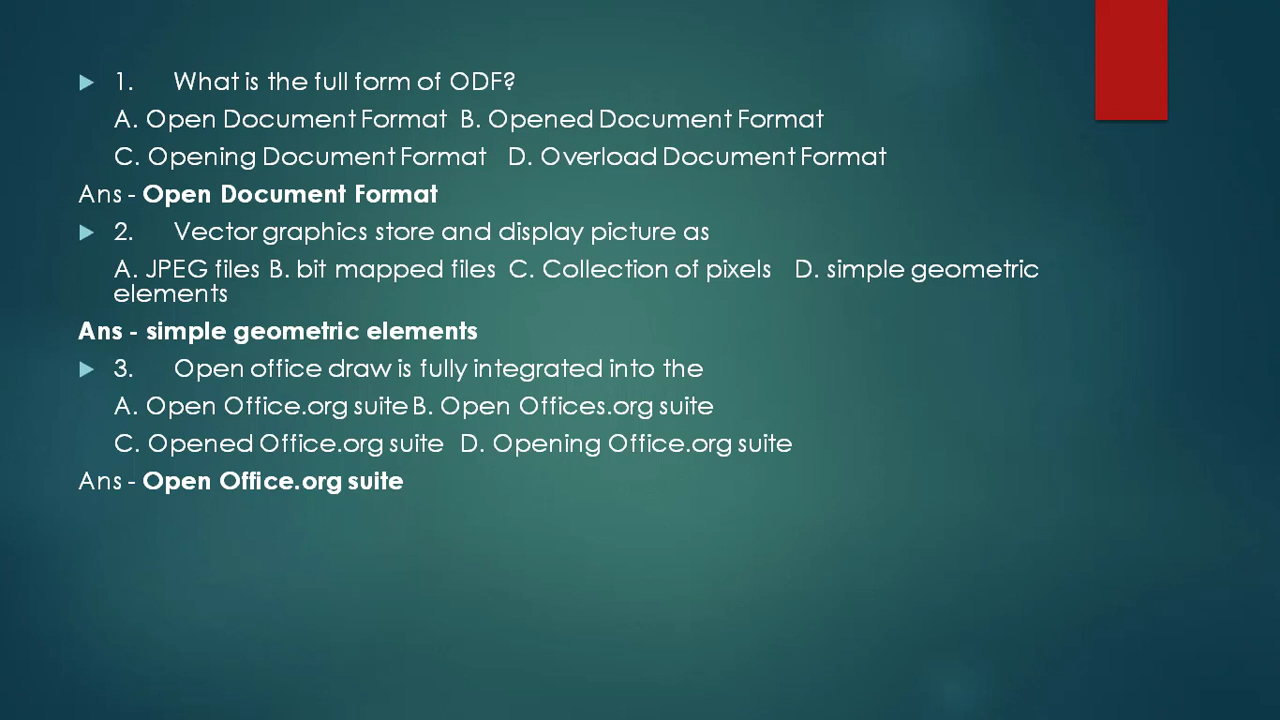 1. What is the full form of ODF?
A. Open Document Format B. Opened Document Format
C. Opening Document Format D. Overload Document Format
Ans - Open Document Format
2. Vector graphics store and display picture as
A. JPEG files B. bit mapped files C. Collection of pixels D. simple geometric
elements
Ans - simple geometric elements
3. Open office draw is fully integrated into the
A. Open Office.org suite B. Open Offices.org suite
C. Opened Office.org suite D. Opening Office.org suite
Ans - Open Office.org suite